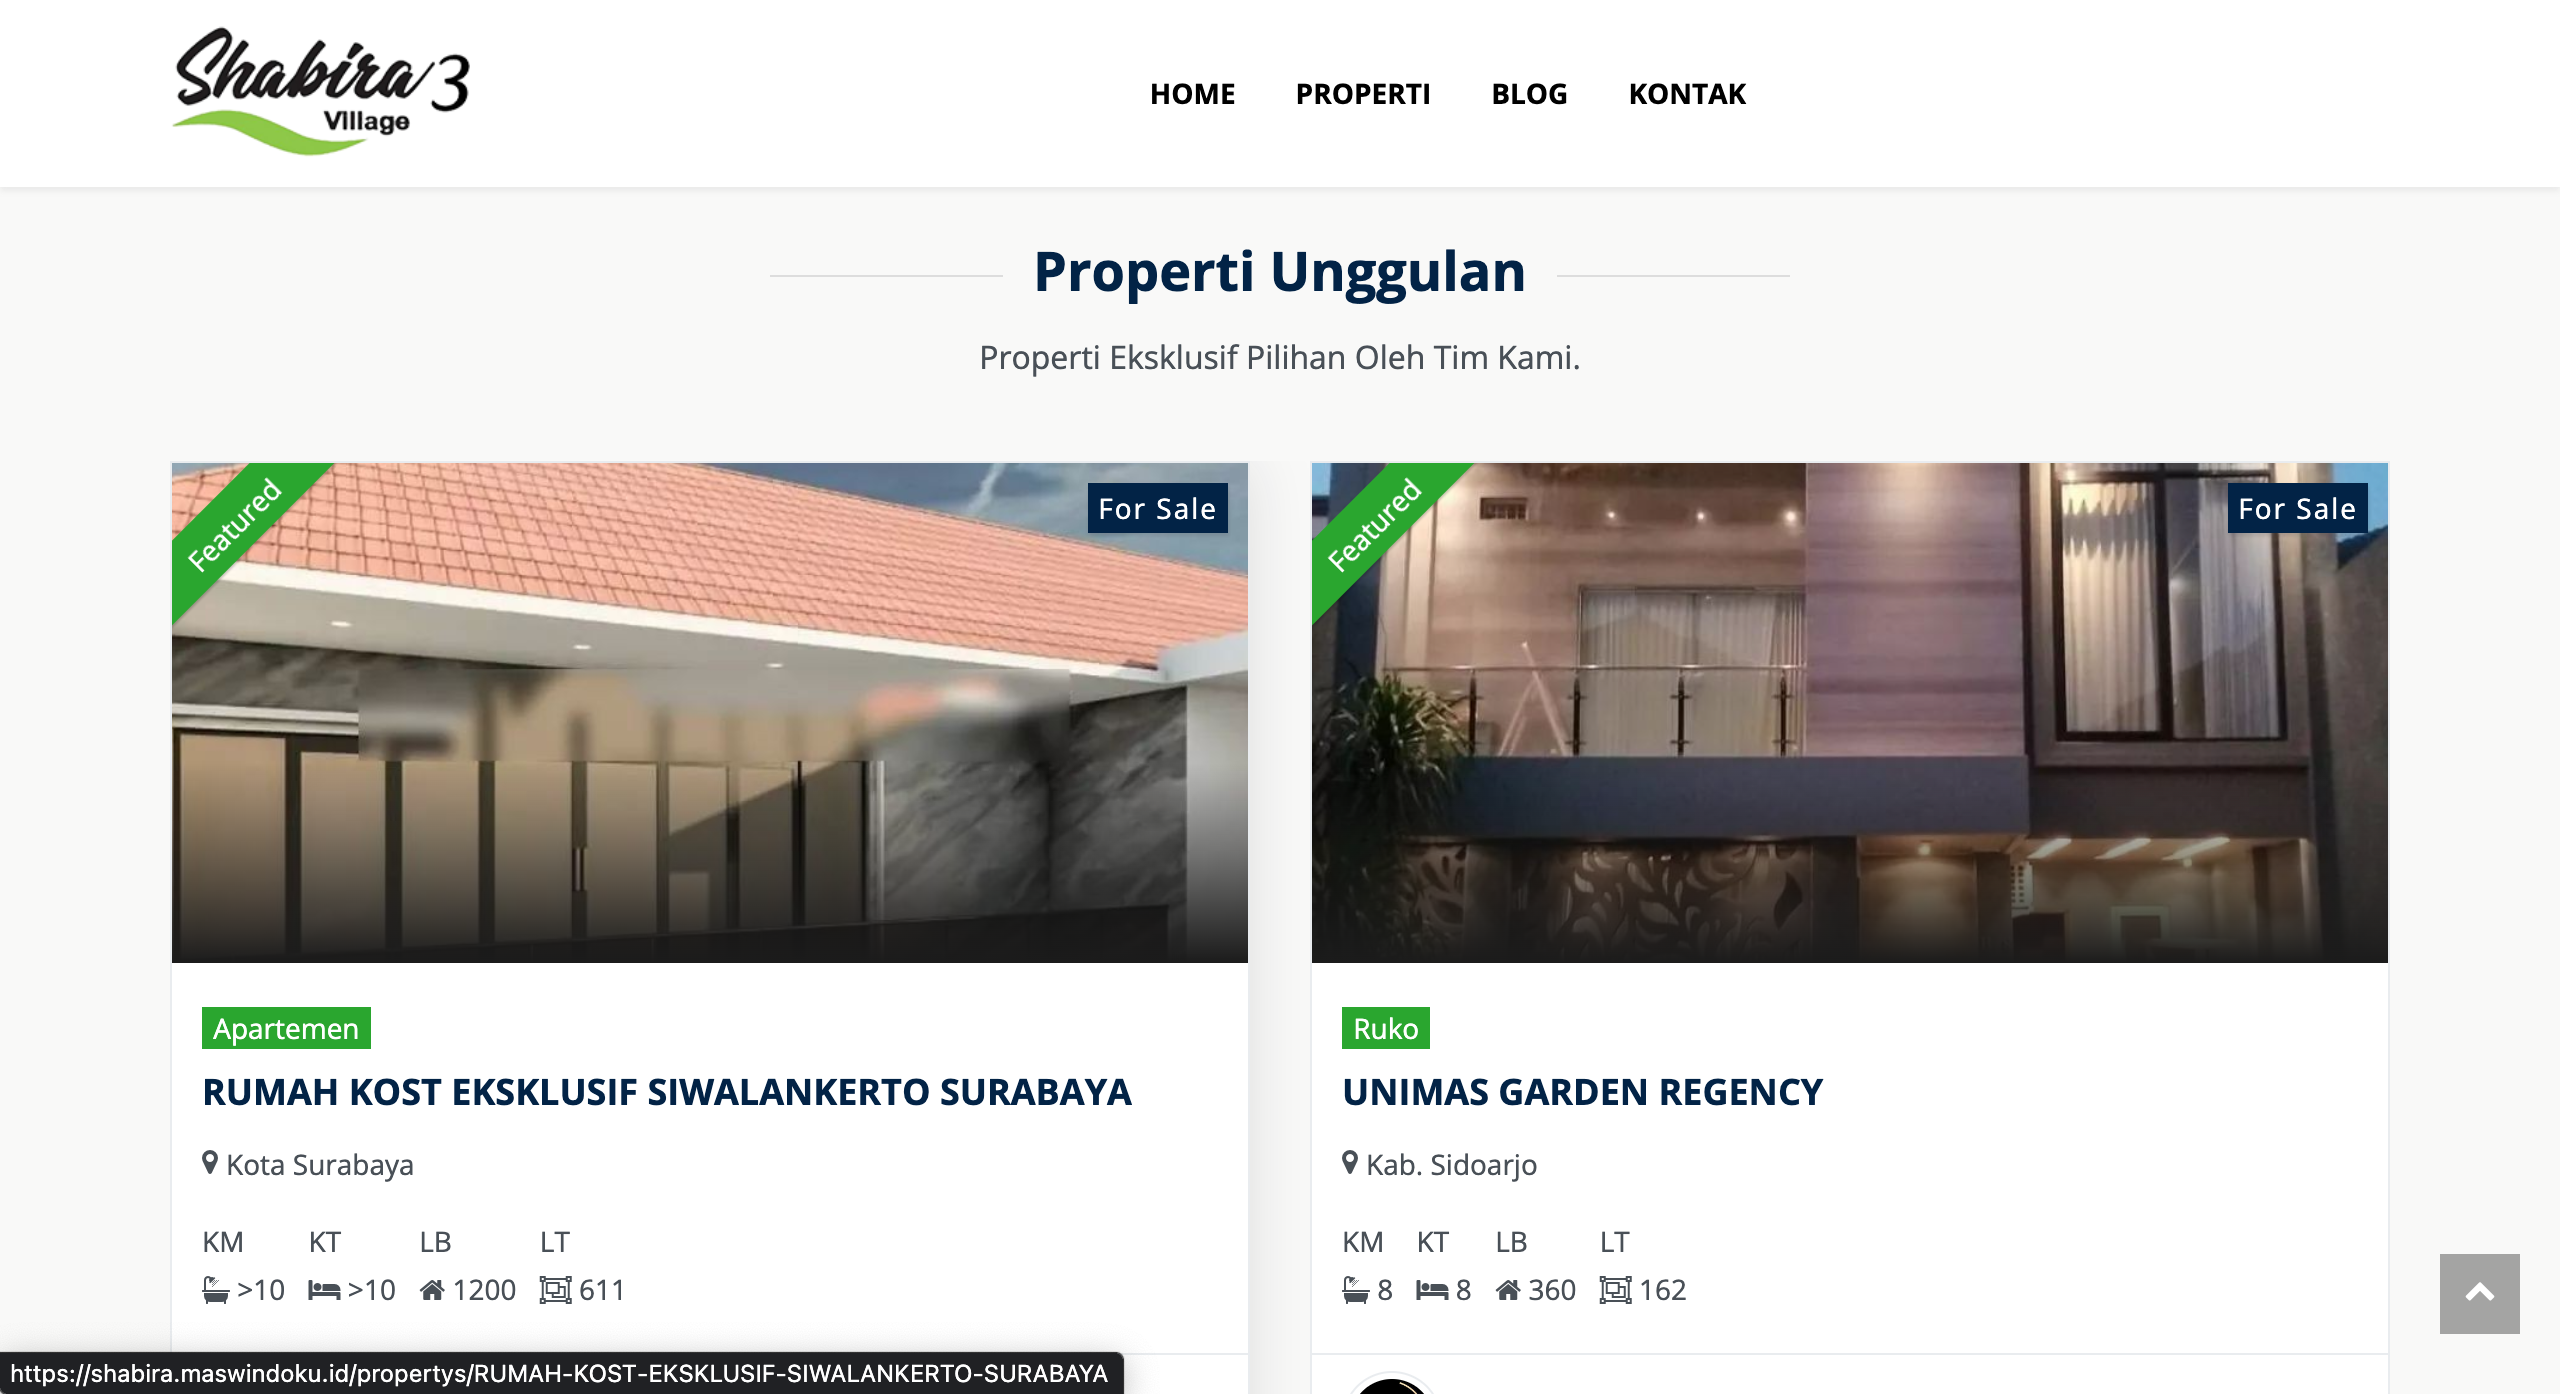 Shabira 3
Village
HOME PROPERTI BLOG KONTAK
Properti Unggulan
Properti Eksklusif Pilihan Oleh Tim Kami.
Featured
For Sale
Apartemen
RUMAH KOST EKSKLUSIF SIWALANKERTO SURABAYA
Kota Surabaya
KM KT LB LT
>10 >10 1200 611
Featured
For Sale
Ruko
UNIMAS GARDEN REGENCY
Kab. Sidoarjo
KM KT LB LT
8 8 360 162
https://shabira.maswindoku.id/propertys/RUMAH-KOST-EKSKLUSIF-SIWALANKERTO-SURABAYA